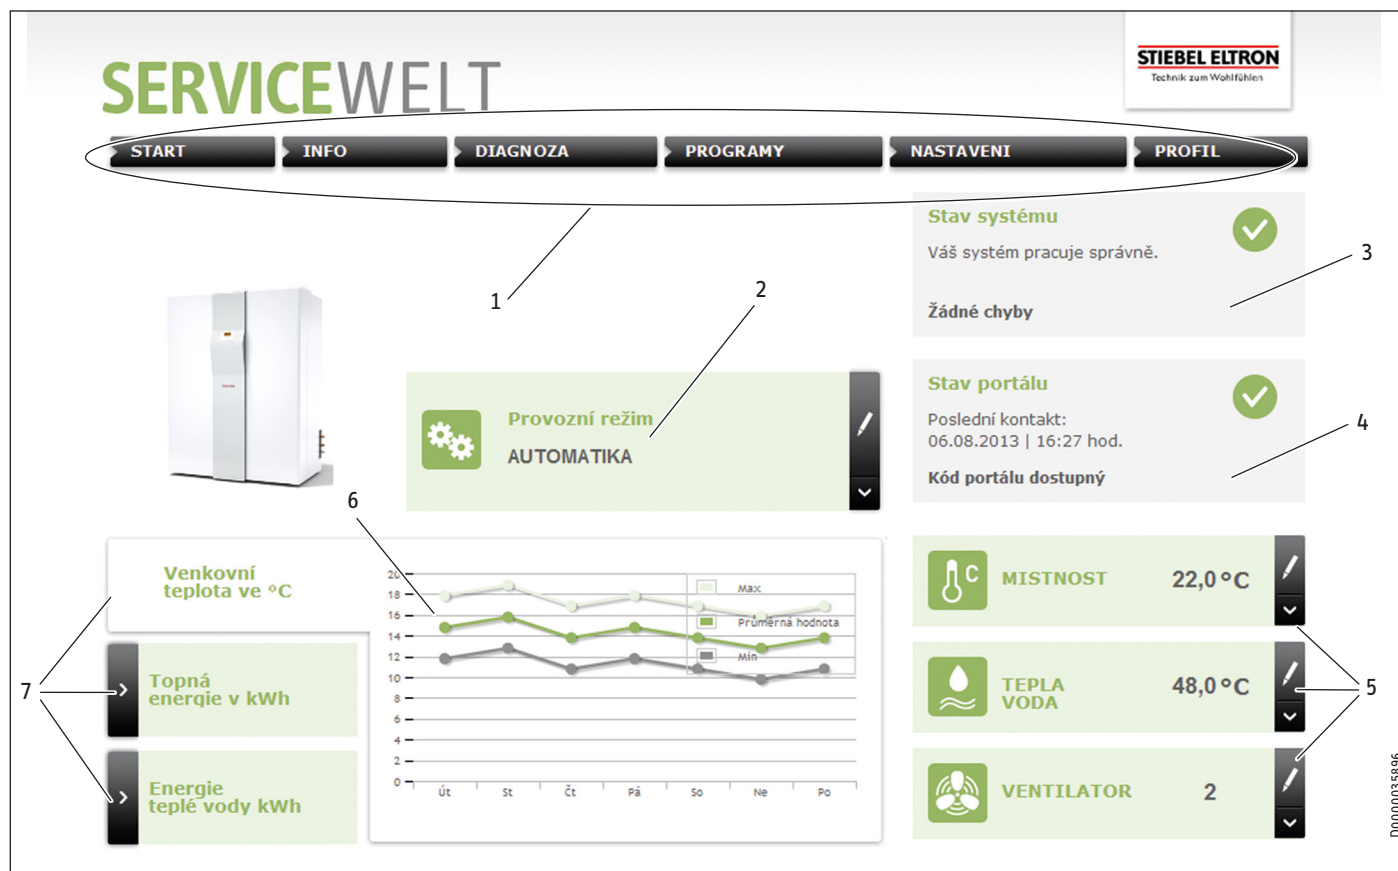 SERVICEWELT
STIEBEL ELTRON
Technik zum Wohlfühlen
START
INFO
DIAGNOZA
PROGRAMY
NASTAVENI
PROFIL
1
2
3
4
5
6
7
Stav systému
Váš systém pracuje správně.
Žádné chyby
Provozní režim
AUTOMATIKA
Stav portálu
Poslední kontakt:
06.08.2013 | 16:27 hod.
Kód portálu dostupný
Venkovní
teplota ve °C
Topná
energie v kWh
Energie
teplé vody kWh
20
18
16
14
12
10
8
6
4
2
0
Max
Průměrná hodnota
Min
Út
St
Čt
Pá
So
Ne
Po
C
MISTNOST
22,0 °C
TEPLA
VODA
48,0 °C
VENTILATOR
2
D0000035896